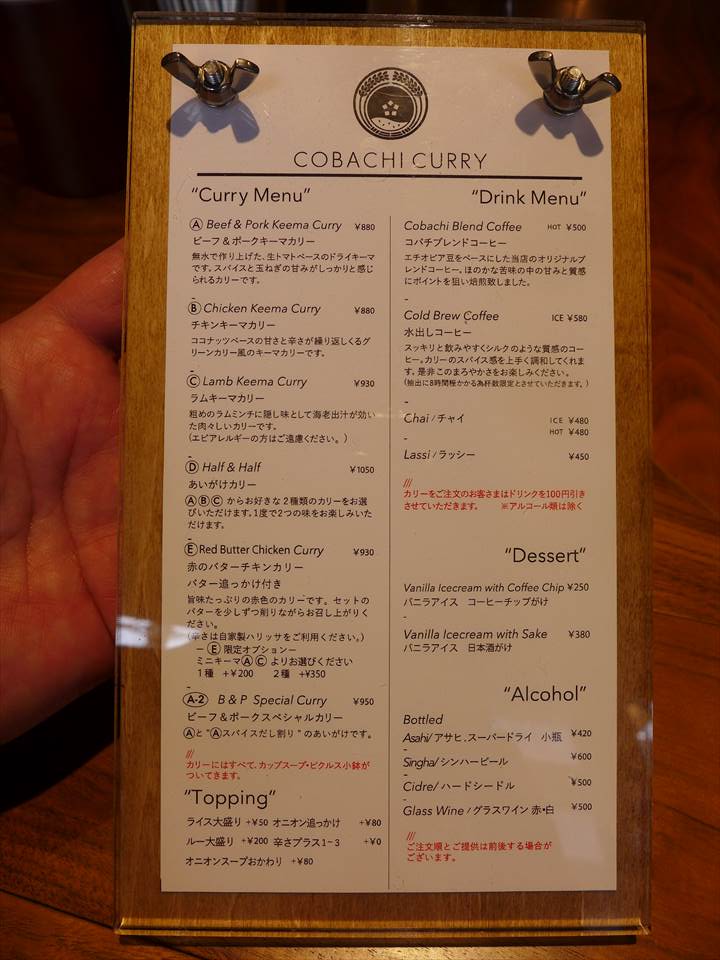 COBACHI CURRY
"Curry Menu"
Ⓐ Beef & Pork Keema Curry ¥880
ビーフ＆ポークキーマカリー
無水で作り上げた、生トマトベースのドライキーマ
です。スパイスと玉ねぎの甘みがしっかりと感じ
られるカリーです。
-
Ⓑ Chicken Keema Curry ¥880
チキンキーマカリー
ココナッツベースの甘さと辛さが繰り返しくるグ
リーンカリー風のキーマカリーです。
-
Ⓒ Lamb Keema Curry ¥930
ラムキーマカリー
粗めのラムミンチに隠し味として海老出汁が効い
た肉々しいカリーです。
（エビアレルギーの方はご遠慮ください。）
-
Ⓓ Half & Half ¥1050
あいがけカリー
ⒶⒷⒸ からお好きな２種類のカリーをお選
びいただけます。1度で2つの味をお楽しみいた
だけます。
-
Ⓔ Red Butter Chicken Curry ¥930
赤のバターチキンカリー
バター追っかけ付き
旨味たっぷりの赤色のカリーです。セットの
バターを少しずつ削りながらお召し上がりく
ださい。
（辛さは自家製ハリッサをご利用ください。）
－ Ⓔ 限定オプション－
ミニキーマⒶⒸ よりお選びください
１種 +￥200 ２種 +¥350
-
A-2 B & P Special Curry ¥950
ビーフ＆ポークスペシャルカリー
Ⓐと"Ⓐスパイスだし割り"のあいがけです。
///
カリーにはすべて、カップスープ・ピクルス小鉢が
ついてきます。
"Topping"
ライス大盛り +¥50 オニオン追っかけ +¥80
ルー大盛り +¥200 辛さプラス1-3 +¥0
オニオンスープおかわり +¥80
"Drink Menu"
Cobachi Blend Coffee HOT ¥500
コバチブレンドコーヒー
エチオピア豆をベースにした当店のオリジナルブ
レンドコーヒー。ほのかな苦味の中の甘みと質感
にポイントを狙い焙煎致しました。
-
Cold Brew Coffee ICE ¥580
水出しコーヒー
スッキリと飲みやすくシルクのような質感のコー
ヒー。カリーのスパイス感を上手く調和してくれま
す。是非このまろやかさをお楽しみください。
（抽出に8時間程かかる為杯数限定とさせていただきます。）
-
Chai / チャイ ICE ¥480
HOT ¥480
-
Lassi / ラッシー ¥450
///
カリーをご注文のお客さまはドリンクを100円引き
させていただきます。 ※アルコール類は除く
"Dessert"
Vanilla Icecream with Coffee Chip ¥250
バニラアイス コーヒーチップがけ
-
Vanilla Icecream with Sake ¥380
バニラアイス 日本酒がけ
"Alcohol"
Bottled
Asahi/ アサヒ．スーパードライ 小瓶 ¥420
-
Singha/ シンハービール ¥600
-
Cidre/ ハードシードル ¥500
-
Glass Wine / グラスワイン 赤・白 ¥500
///
ご注文順とご提供は前後する場合が
ございます。